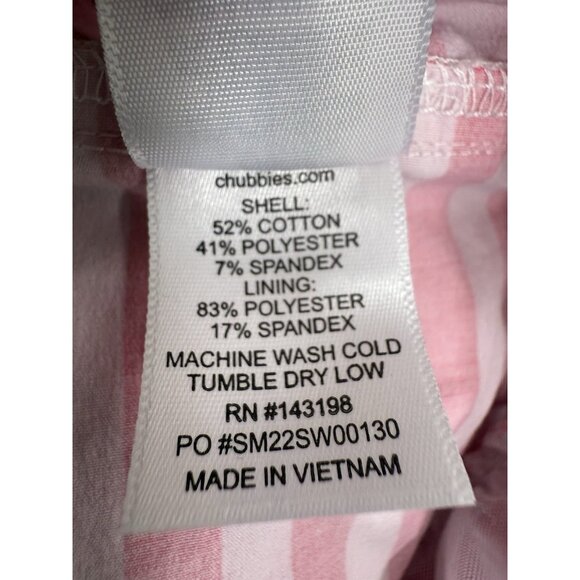 chubbies.com
SHELL:
52% COTTON
41% POLYESTER
7% SPANDEX
LINING:
83% POLYESTER
17% SPANDEX
MACHINE WASH COLD
TUMBLE DRY LOW
RN #143198
PO #SM22SW00130
MADE IN VIETNAM